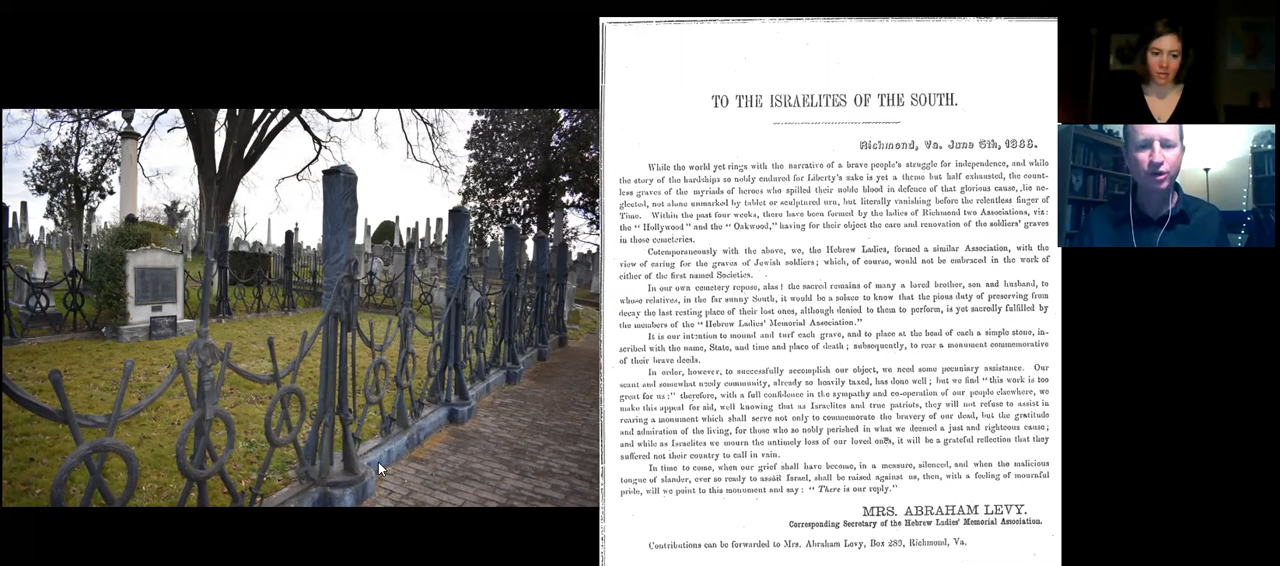 TO THE ISRAELITES OF THE SOUTH.
Richmond, Va. June 5th, 1866.
While the world yet rings with the narrative of a brave people's struggle for independence, and while
the story of the hardships so nobly endured for Liberty's sake is yet a theme but half exhausted, the count-
less graves of the myriads of heroes who spilled their noble blood in defence of that glorious cause, lie ne-
glected, not alone unmarked by tablet or sculptured urn, but literally vanishing before the relentless finger of
Time. Within the past four weeks, there have been formed by the ladies of Richmond two Associations, viz:
the "Hollywood" and the "Oakwood," having for their object the care and renovation of the soldiers' graves
in those cemeteries.
Cotemporaneously with the above, we, the Hebrew Ladies, formed a similar Association, with the
view of caring for the graves of Jewish soldiers; which, of course, would not be embraced in the work of
either of the first named Societies.
In our own cemetery repose, alas! the sacred remains of many a loved brother, son and husband, to
whose relatives, in the far sunny South, it would be a solace to know that the pious duty of preserving from
decay the last resting place of their lost ones, although denied to them to perform, is yet sacredly fulfilled by
the members of the "Hebrew Ladies' Memorial Association."
It is our intention to mound and turf each grave, and to place at the head of each a simple stone, in-
scribed with the name, State, and time and place of death; subsequently, to rear a monument commemorative
of their brave deeds.
In order, however, to successfully accomplish our object, we need some pecuniary assistance. Our
scant and somewhat needy community, already so heavily taxed, has done well; but we find "this work is too
great for us;" therefore, with a full confidence in the sympathy and co-operation of our people elsewhere, we
make this appeal for aid, well knowing that as Israelites and true patriots, they will not refuse to assist in
rearing a monument which shall serve not only to commemorate the bravery of our dead, but the gratitude
and admiration of the living, for those who so nobly perished in what we deemed a just and righteous cause;
and while as Israelites we mourn the untimely loss of our loved ones, it will be a grateful reflection that they
suffered not their country to call in vain.
In time to come, when our grief shall have become, in a measure, silenced, and when the malicious
tongue of slander, ever so ready to assail Israel, shall be raised against us, then, with a feeling of mournful
pride, will we point to this monument and say: "There is our reply."
MRS. ABRAHAM LEVY.
Corresponding Secretary of the Hebrew Ladies' Memorial Association.
Contributions can be forwarded to Mrs. Abraham Levy, Box 289, Richmond, Va.